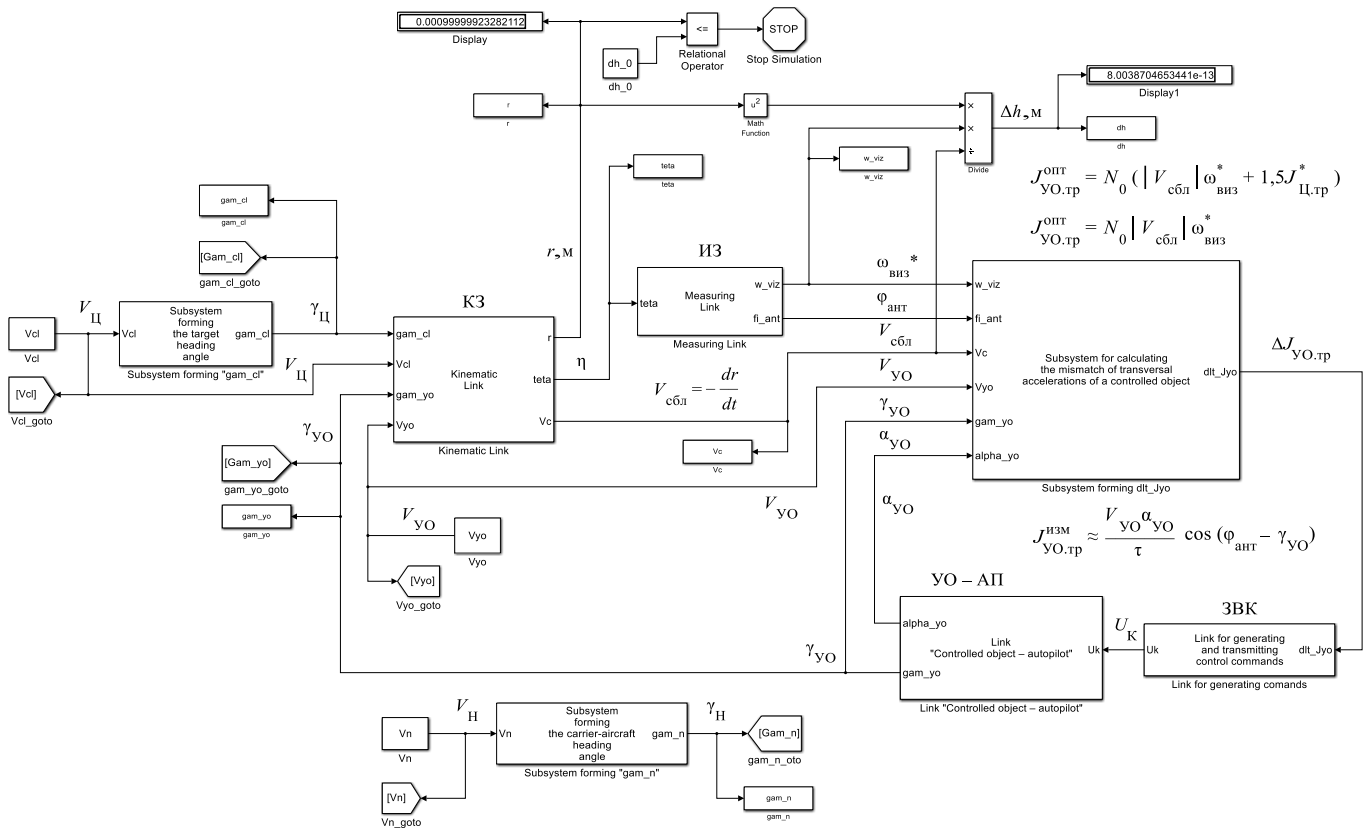 0.00099999923282112
Display
<=
Relational
Operator
STOP
Stop Simulation
dh_0
dh_0
r
r
u²
Math
Function
×
×
÷
Divide
Δh,м
8.0038704653441e-13
Display1
dh
dh
teta
teta
w_viz
w_viz
J^опт_УО.тр = N_0 (| V_сбл | ω*_виз + 1,5J*_Ц.тр )
J^опт_УО.тр = N_0 | V_сбл | ω*_виз
gam_cl
gam_cl
[Gam_cl]
gam_cl_goto
r,м
ИЗ
teta
Measuring
Link
w_viz
fi_ant
Measuring Link
ω_виз*
φ_ант
V_сбл
V_УО
γ_УО
α_УО
V_Ц
Vcl
Vcl
Vcl
Subsystem
forming
the target
heading
angle
gam_cl
Subsystem forming "gam_cl"
γ_Ц
V_Ц
[Vcl]
Vcl_goto
КЗ
gam_cl
Vcl
gam_yo
Vyo
Kinematic
Link
r
teta
Vc
Kinematic Link
η
V_сбл = − dr/dt
Vc
Vc
w_viz
fi_ant
Vc
Vyo
gam_yo
alpha_yo
Subsystem for calculating
the mismatch of transversal
accelerations of a controlled object
dlt_Jyo
Subsystem forming dlt_Jyo
ΔJ_УО.тр
γ_УО
[Gam_yo]
gam_yo_goto
gam_yo
gam_yo
V_УО
V_УО
α_УО
Vyo
Vyo
[Vyo]
Vyo_goto
J^изм_УО.тр ≈ V_УО α_УО / τ cos (φ_ант − γ_УО)
УО – АП
alpha_yo
gam_yo
Link
"Controlled object – autopilot"
Uk
Link "Controlled object – autopilot"
U_К
ЗВК
Uk
Link for generating
and transmitting
control commands
dlt_Jyo
Link for generating comands
γ_УО
V_Н
Vn
Vn
Vn
Subsystem
forming
the carrier-aircraft
heading
angle
gam_n
Subsystem forming "gam_n"
γ_Н
[Gam_n]
gam_n_oto
[Vn]
Vn_goto
gam_n
gam_n